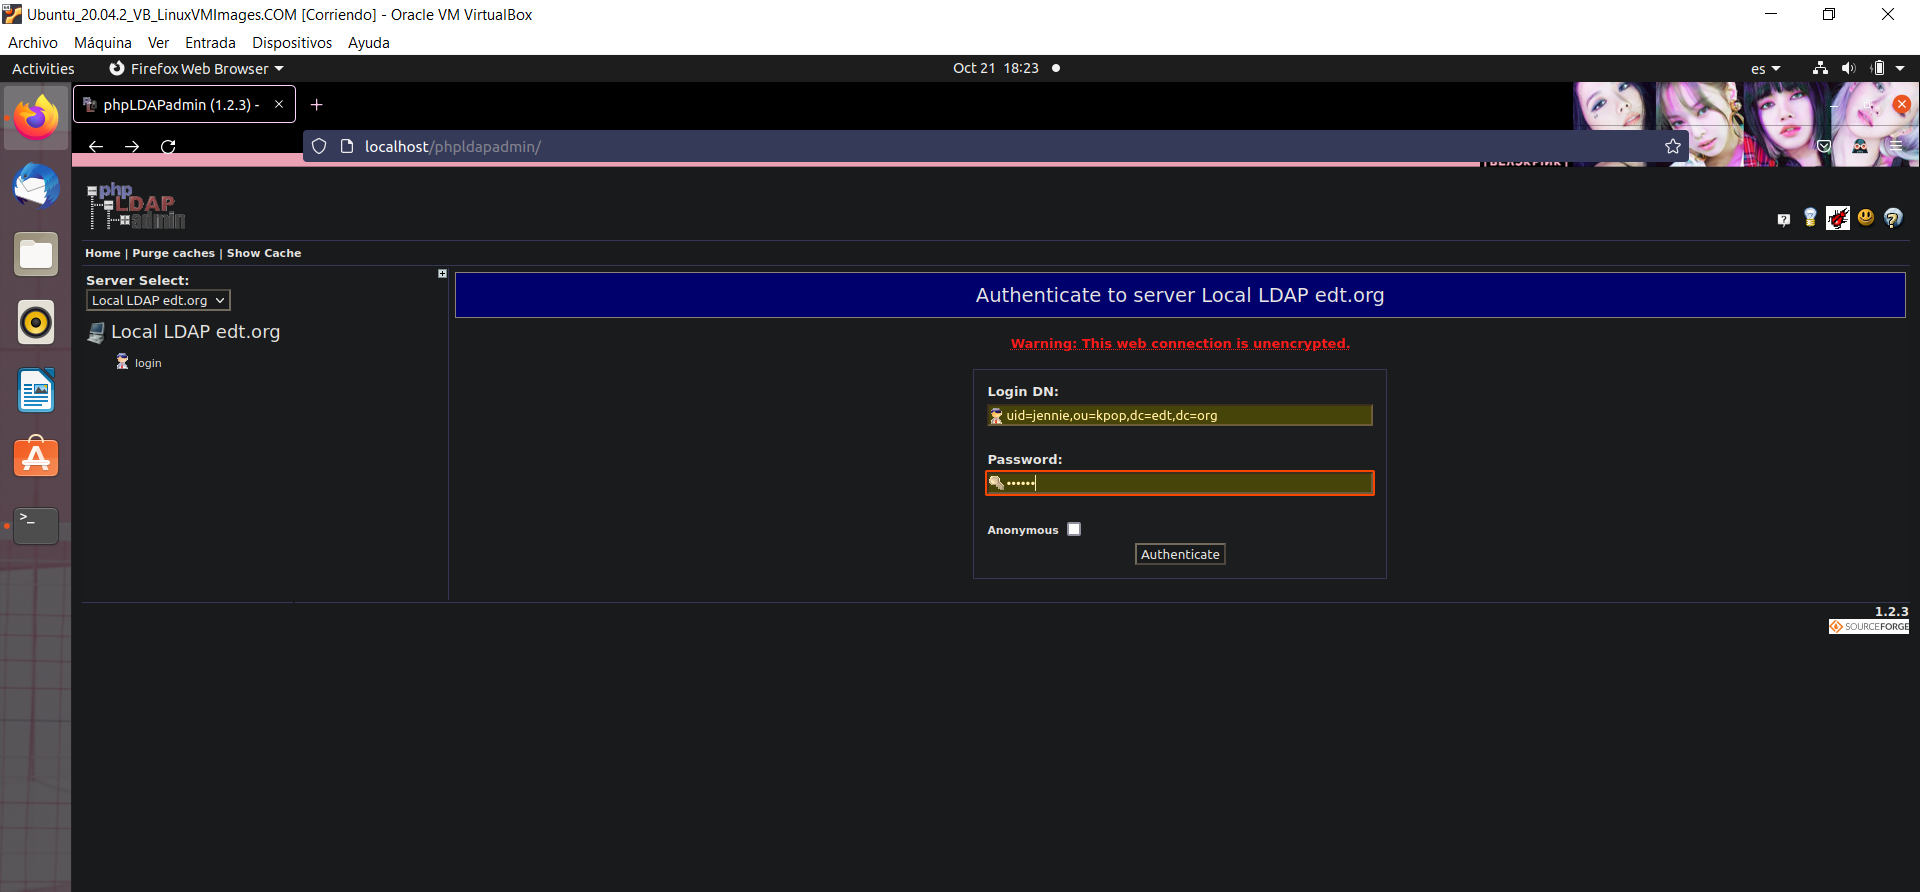 Ubuntu_20.04.2_VB_LinuxVMImages.COM [Corriendo] - Oracle VM VirtualBox
Archivo Máquina Ver Entrada Dispositivos Ayuda
Activities Firefox Web Browser Oct 21 18:23 es
phpLDAPadmin (1.2.3) -
localhost/phpldapadmin/
BLACKPINK
php
LDAP
admin
Home | Purge caches | Show Cache
Server Select:
Local LDAP edt.org
Local LDAP edt.org
login
Authenticate to server Local LDAP edt.org
Warning: This web connection is unencrypted.
Login DN:
uid=jennie,ou=kpop,dc=edt,dc=org
Password:
••••••
Anonymous
Authenticate
1.2.3
SOURCEFORGE